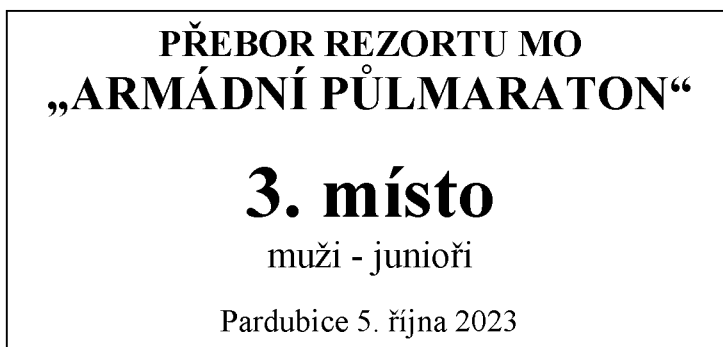 PŘEBOR REZORTU MO
„ARMÁDNÍ PŮLMARATON“
3. místo
muži - junioři
Pardubice 5. října 2023